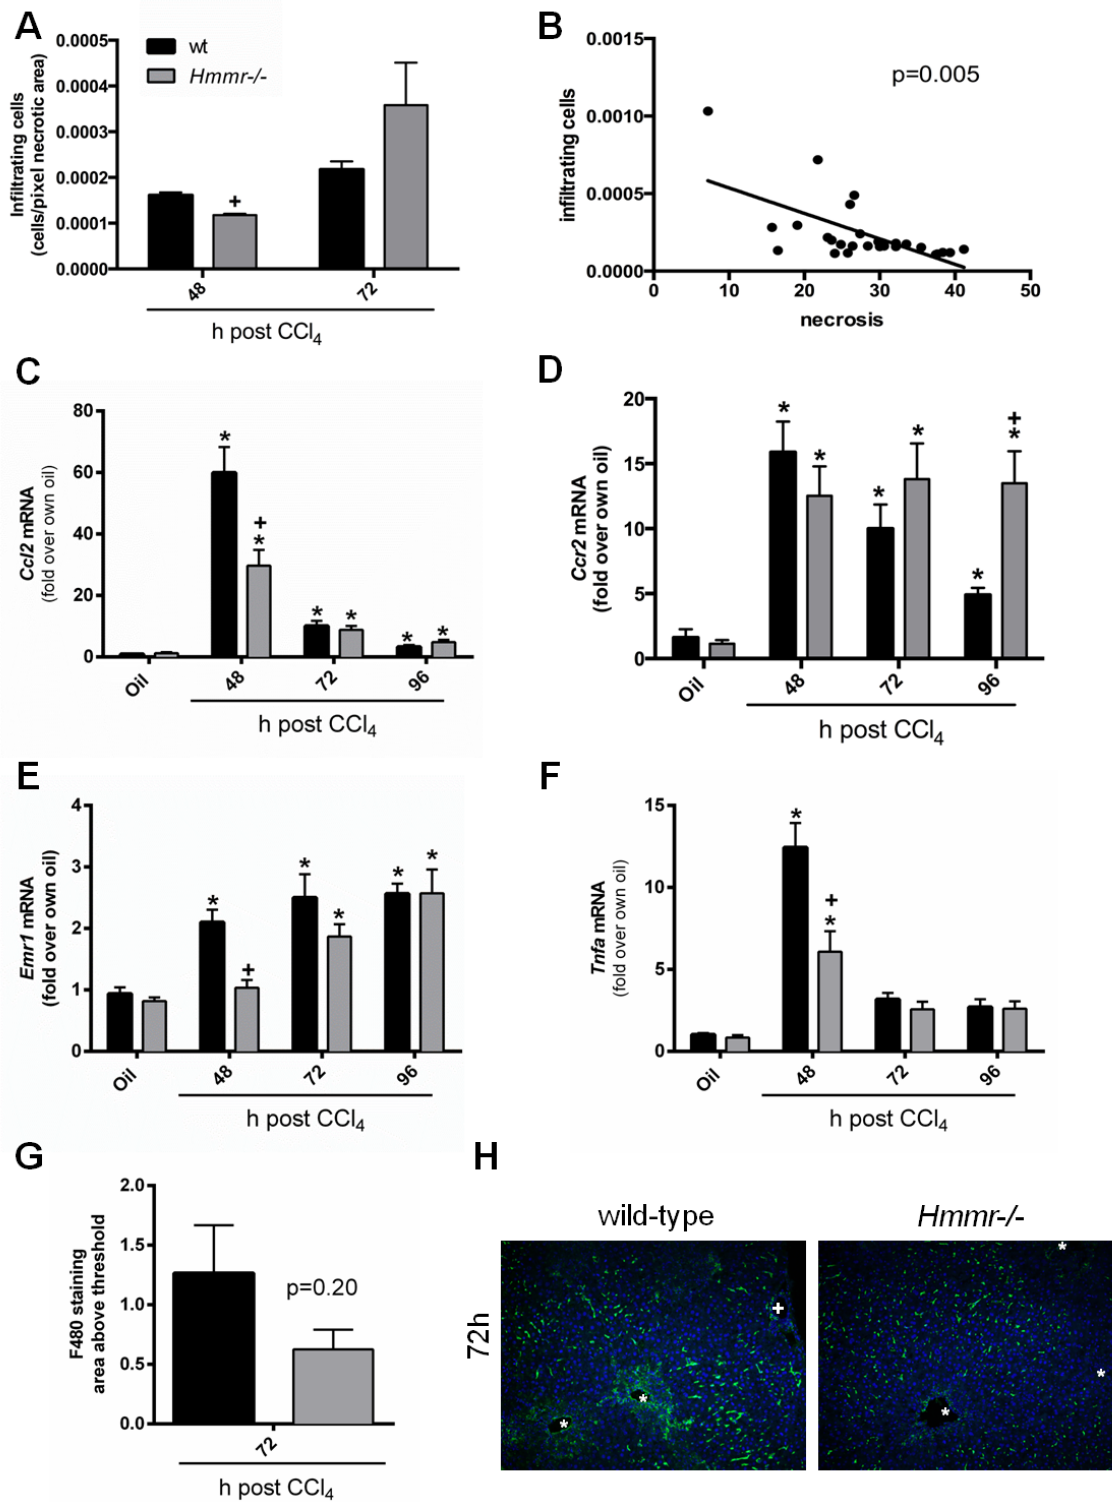 A
0.0005
0.0004
0.0003
0.0002
0.0001
0.0000
Infiltrating cells
(cells/pixel necrotic area)
wt
Hmmr-/-
+
48
72
h post CCl4
B
0.0015
0.0010
0.0005
0.0000
infiltrating cells
p=0.005
0
10
20
30
40
50
necrosis
C
80
60
40
20
0
Ccl2 mRNA
(fold over own oil)
*
+
*
*
*
*
*
Oil
48
72
96
h post CCl4
D
20
15
10
5
0
Ccr2 mRNA
(fold over own oil)
*
*
*
*
*
+
*
Oil
48
72
96
h post CCl4
E
4
3
2
1
0
Emr1 mRNA
(fold over own oil)
*
+
*
*
*
*
Oil
48
72
96
h post CCl4
F
15
10
5
0
Tnfa mRNA
(fold over own oil)
*
+
*
Oil
48
72
96
h post CCl4
G
2.0
1.5
1.0
0.5
0.0
F480 staining
area above threshold
p=0.20
72
h post CCl4
H
wild-type
Hmmr-/-
72h
+
*
*
*
*
*